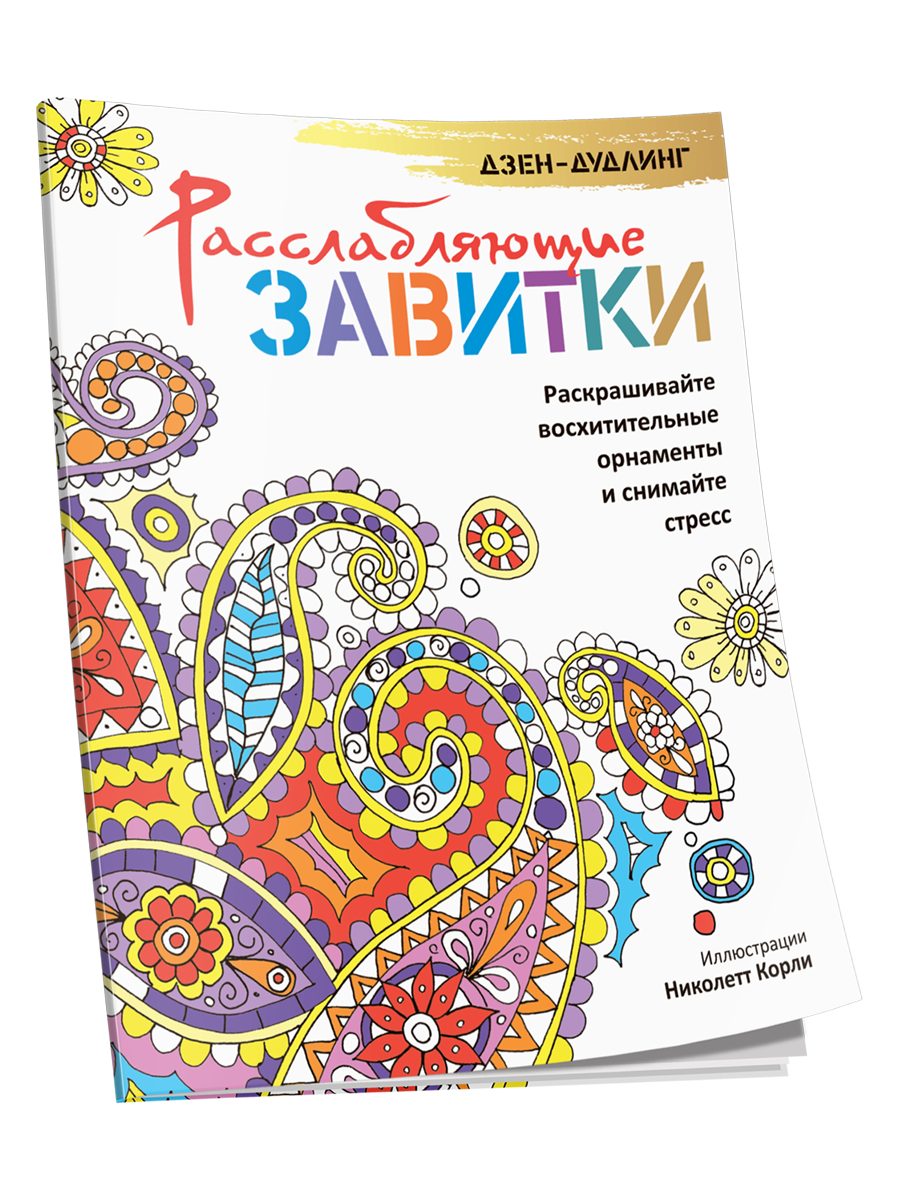 ДЗЕН-ДУДЛИНГ
Расслабляющие
ЗАВИТКИ
Раскрашивайте
восхитительные
орнаменты
и снимайте
стресс
Иллюстрации
Николетт Корли